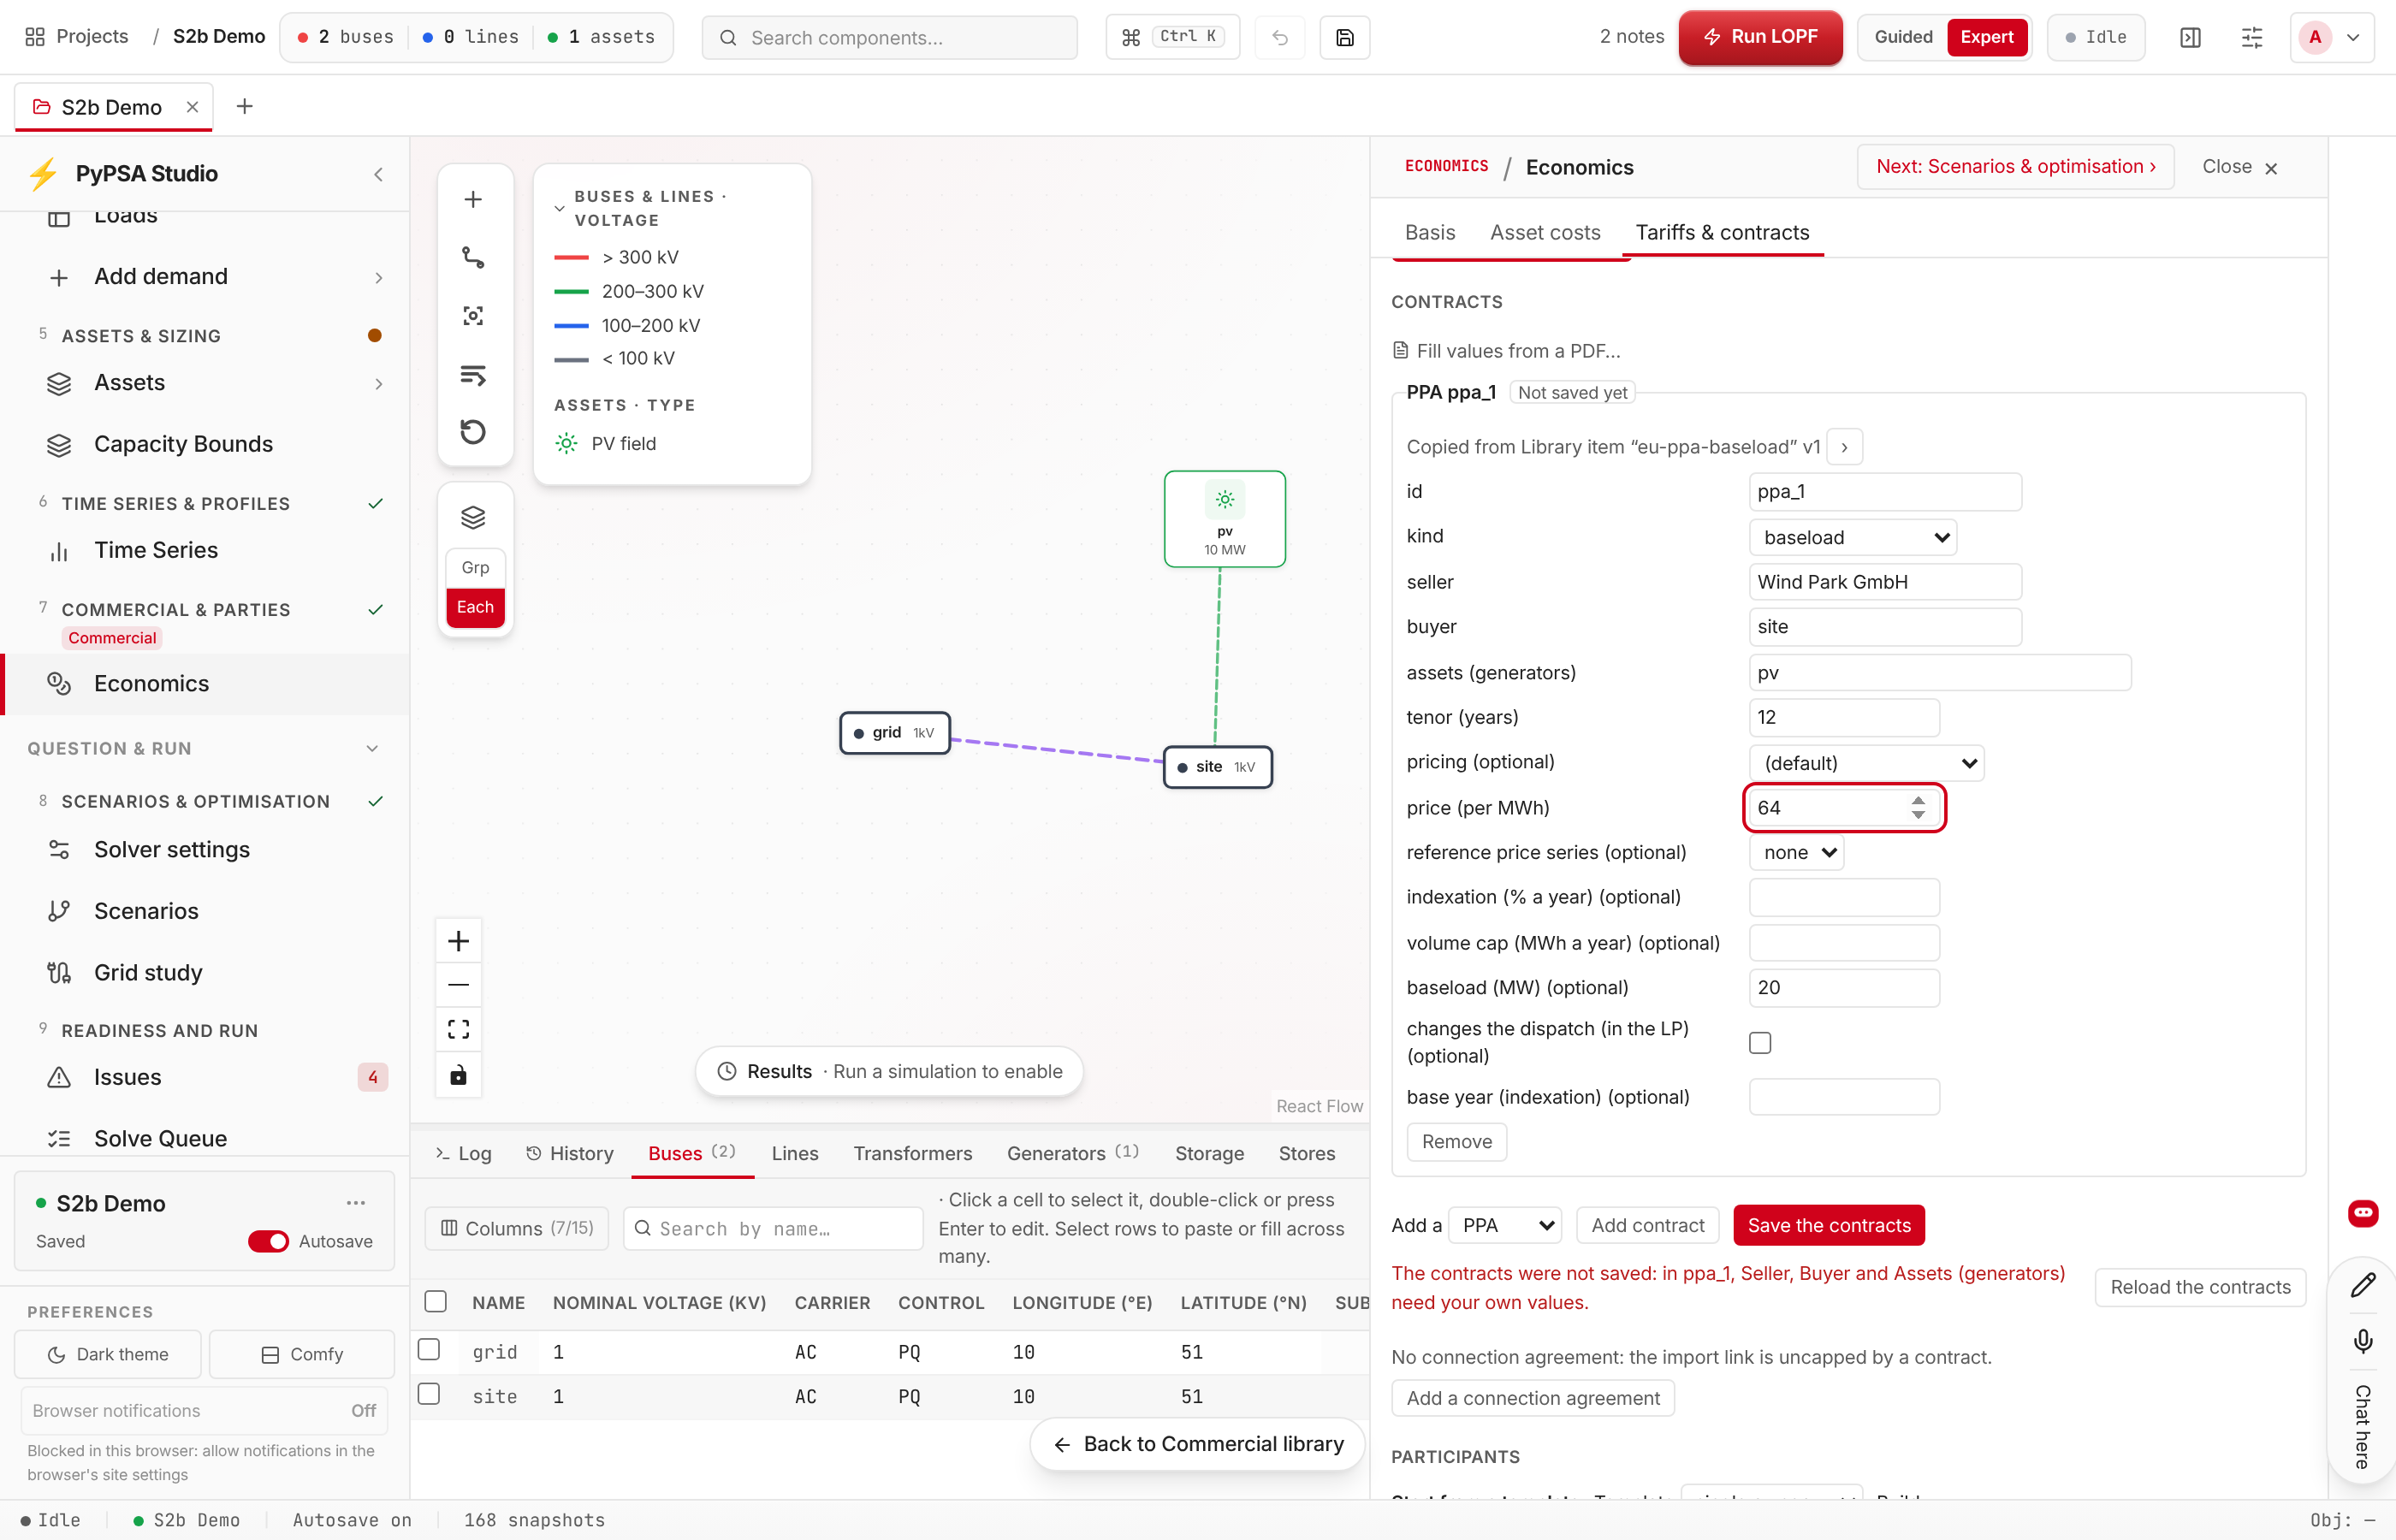 Projects / S2b Demo
2 buses 0 lines 1 assets
Search components...
Ctrl K
2 notes
Run LOPF
Guided Expert
Idle
A
S2b Demo
PyPSA Studio
Loads
Add demand
5 ASSETS & SIZING
Assets
Capacity Bounds
6 TIME SERIES & PROFILES
Time Series
7 COMMERCIAL & PARTIES
Commercial
Economics
QUESTION & RUN
8 SCENARIOS & OPTIMISATION
Solver settings
Scenarios
Grid study
9 READINESS AND RUN
Issues 4
Solve Queue
S2b Demo
Saved Autosave
PREFERENCES
Dark theme Comfy
Browser notifications Off
Blocked in this browser: allow notifications in the
browser's site settings
BUSES & LINES ·
VOLTAGE
> 300 kV
200–300 kV
100–200 kV
< 100 kV
ASSETS · TYPE
PV field
Grp
Each
pv
10 MW
grid 1kV
site 1kV
Results · Run a simulation to enable
React Flow
Log History Buses (2) Lines Transformers Generators (1) Storage Stores
Columns (7/15)
Search by name…
· Click a cell to select it, double-click or press
Enter to edit. Select rows to paste or fill across
many.
NAME NOMINAL VOLTAGE (KV) CARRIER CONTROL LONGITUDE (°E) LATITUDE (°N) SUB
grid 1 AC PQ 10 51
site 1 AC PQ 10 51
Back to Commercial library
ECONOMICS / Economics
Next: Scenarios & optimisation ›
Close
Basis Asset costs Tariffs & contracts
CONTRACTS
Fill values from a PDF...
PPA ppa_1 Not saved yet
Copied from Library item “eu-ppa-baseload” v1 ›
id ppa_1
kind baseload
seller Wind Park GmbH
buyer site
assets (generators) pv
tenor (years) 12
pricing (optional) (default)
price (per MWh) 64
reference price series (optional) none
indexation (% a year) (optional)
volume cap (MWh a year) (optional)
baseload (MW) (optional) 20
changes the dispatch (in the LP)
(optional)
base year (indexation) (optional)
Remove
Add a PPA Add contract Save the contracts
The contracts were not saved: in ppa_1, Seller, Buyer and Assets (generators)
need your own values.
Reload the contracts
No connection agreement: the import link is uncapped by a contract.
Add a connection agreement
PARTICIPANTS
Chat here
Idle S2b Demo Autosave on 168 snapshots
Obj: —